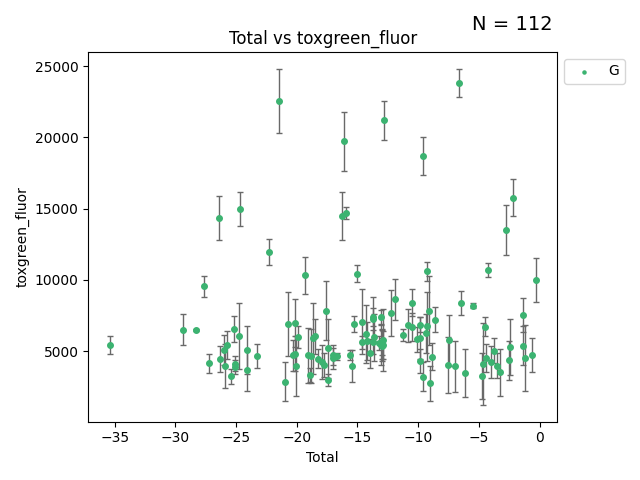 N = 112
Total vs toxgreen_fluor
G
25000
20000
15000
10000
5000
toxgreen_fluor
−35 −30 −25 −20 −15 −10 −5 0
Total